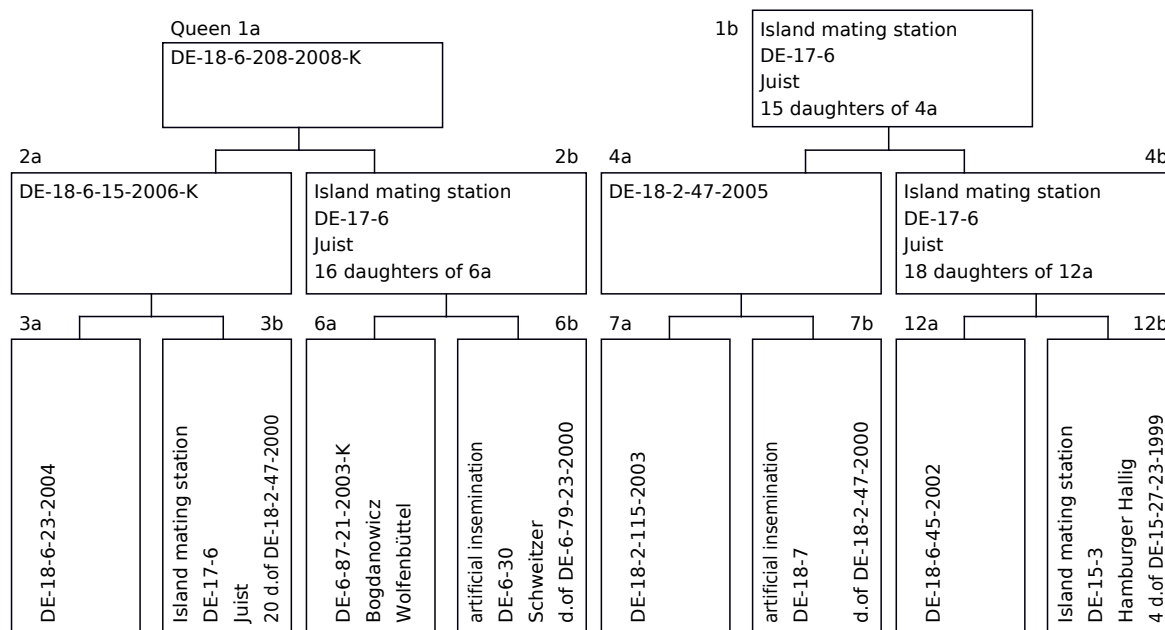 Queen 1a
DE-18-6-208-2008-K
1b
Island mating station
DE-17-6
Juist
15 daughters of 4a
2a
DE-18-6-15-2006-K
2b
Island mating station
DE-17-6
Juist
16 daughters of 6a
4a
DE-18-2-47-2005
4b
Island mating station
DE-17-6
Juist
18 daughters of 12a
3a
DE-18-6-23-2004
3b
Island mating station
DE-17-6
Juist
20 d.of DE-18-2-47-2000
6a
DE-6-87-21-2003-K
Bogdanowicz
Wolfenbüttel
6b
artificial insemination
DE-6-30
Schweitzer
d.of DE-6-79-23-2000
7a
DE-18-2-115-2003
7b
artificial insemination
DE-18-7
d.of DE-18-2-47-2000
12a
DE-18-6-45-2002
12b
Island mating station
DE-15-3
Hamburger Hallig
4 d.of DE-15-27-23-1999